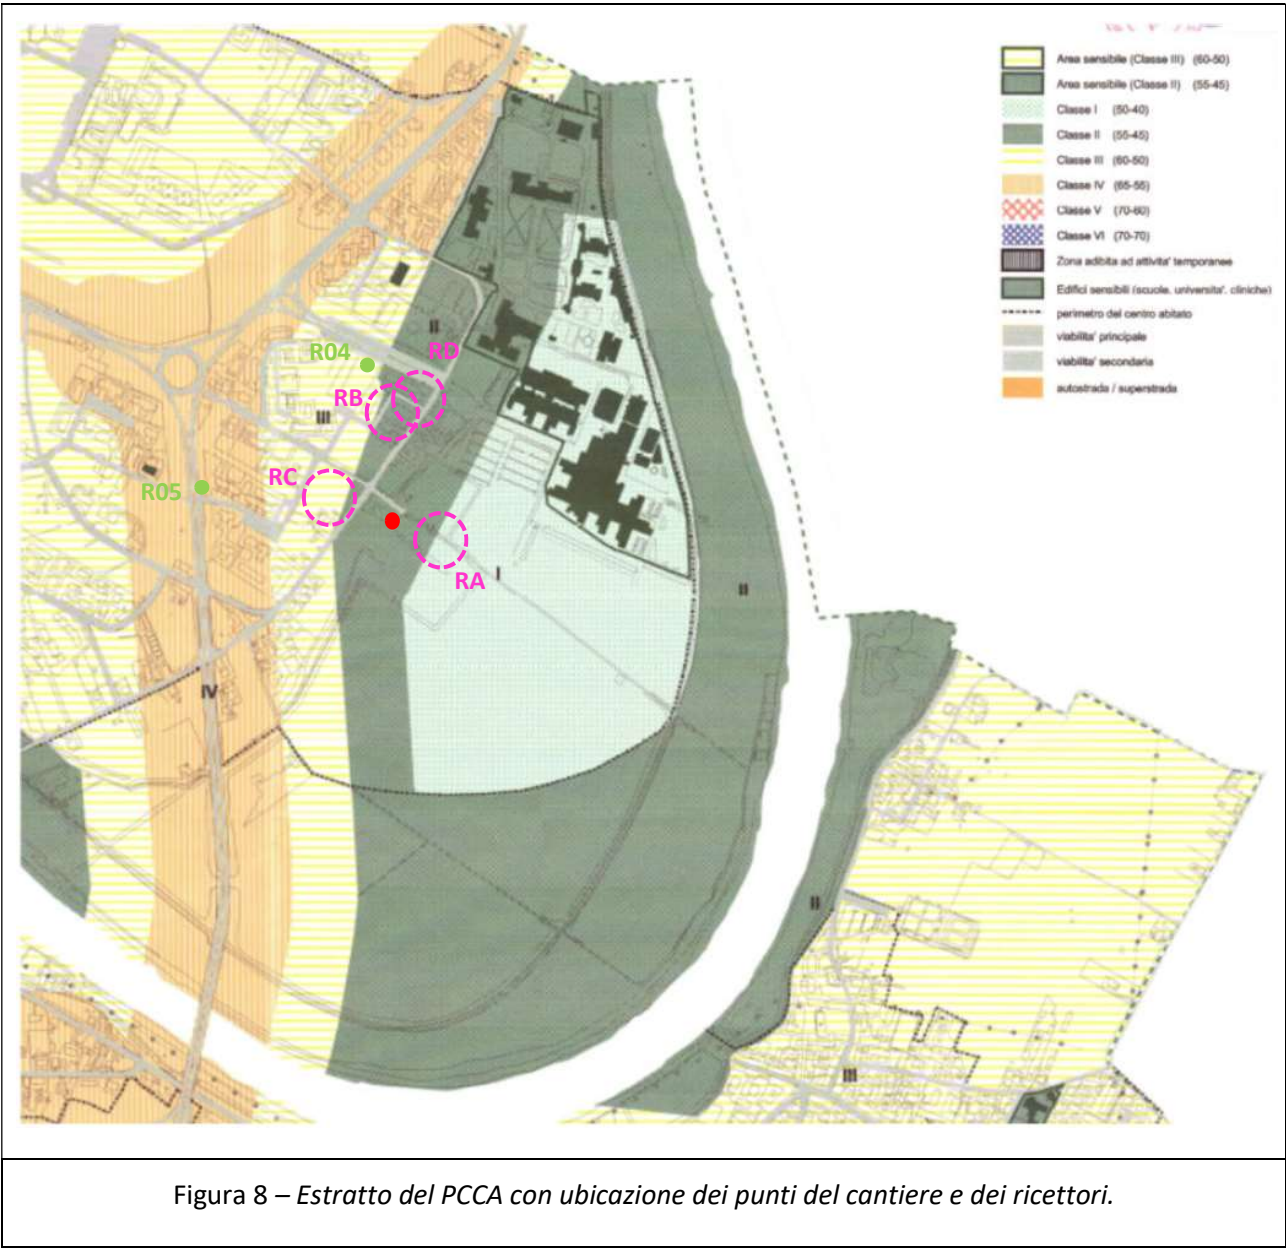 Area sensibile (Classe III) (60-50)
Area sensibile (Classe II) (55-45)
Classe I (50-40)
Classe II (55-45)
Classe III (60-50)
Classe IV (65-55)
Classe V (70-60)
Classe VI (70-70)
Zona adibita ad attivita' temporanee
Edifici sensibili (scuole, universita', cliniche)
perimetro del centro abitato
viabilita' principale
viabilita' secondaria
autostrada / superstrada
II
R04
RD
RB
III
RC
R05
RA
I
II
IV
II
III
Figura 8 – Estratto del PCCA con ubicazione dei punti del cantiere e dei ricettori.